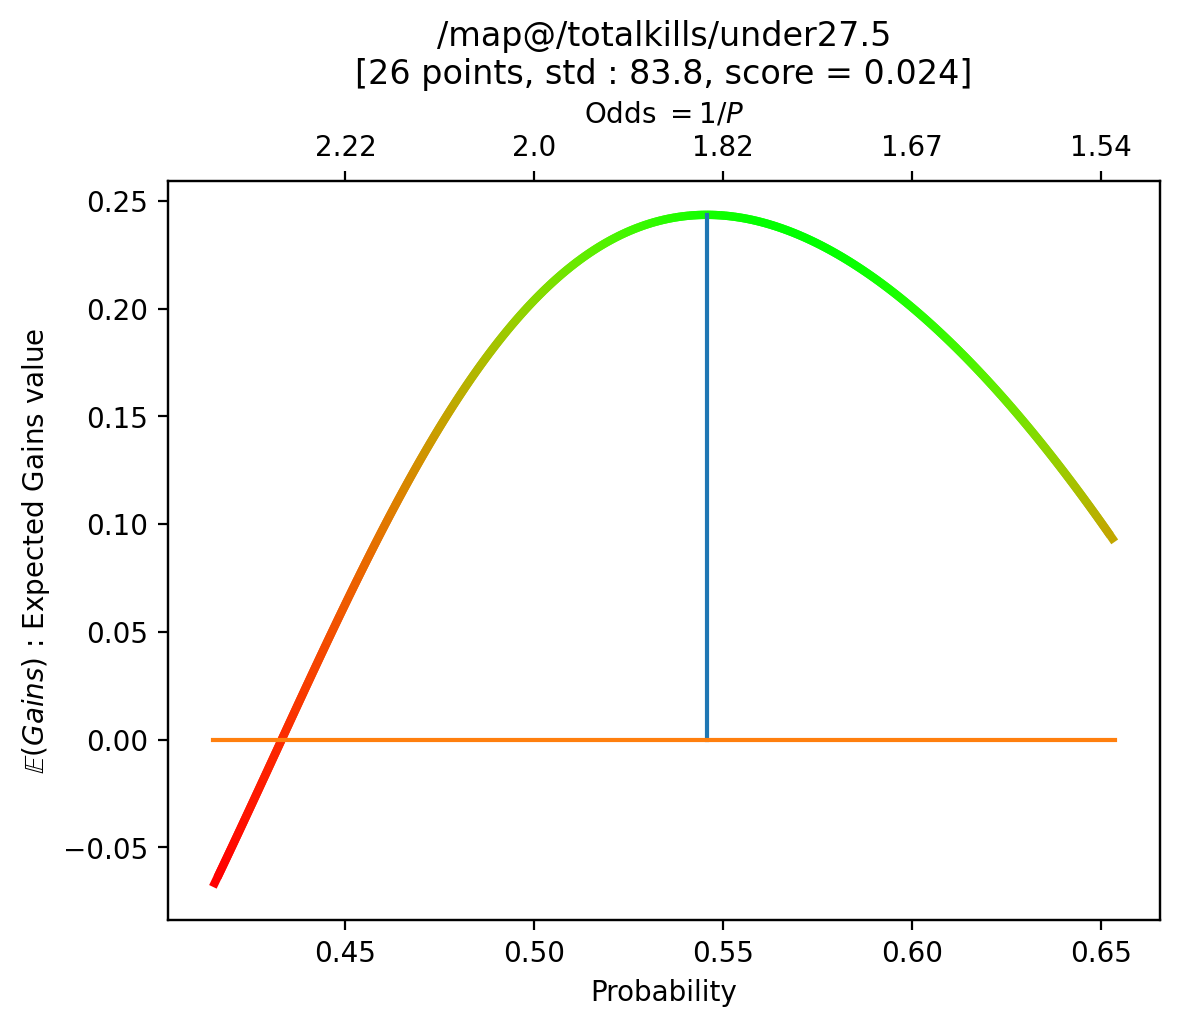 /map@/totalkills/under27.5
[26 points, std : 83.8, score = 0.024]
Odds = 1/P
2.22 2.0 1.82 1.67 1.54
0.25
0.20
0.15
0.10
0.05
0.00
−0.05
𝔼(Gains) : Expected Gains value
0.45 0.50 0.55 0.60 0.65
Probability